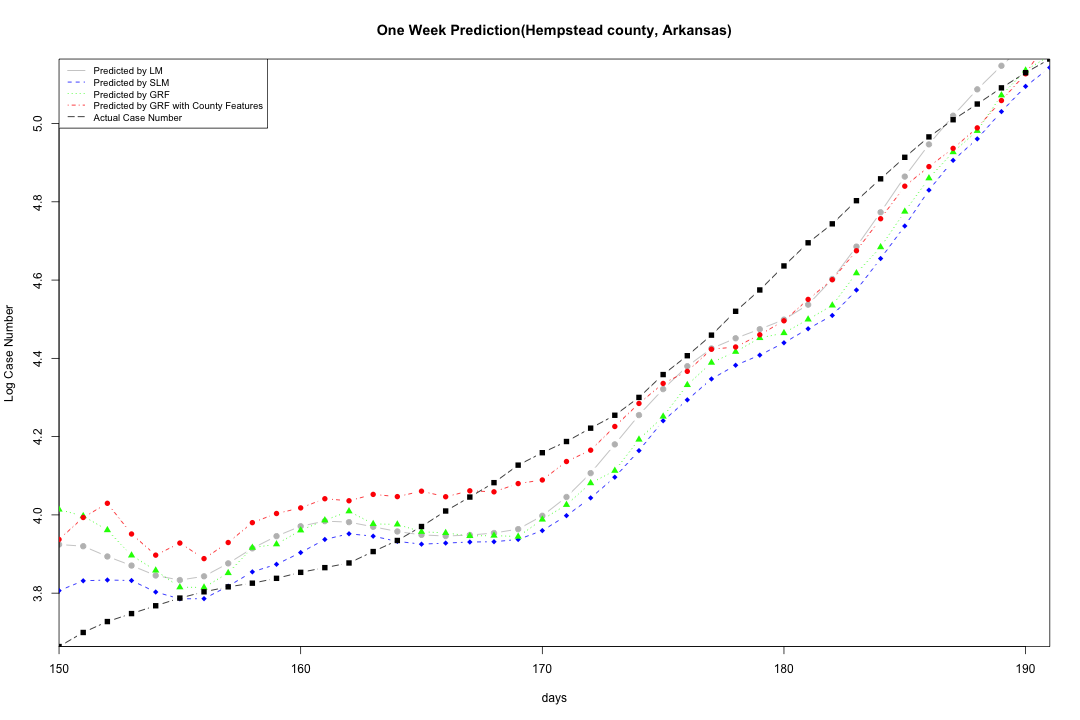 One Week Prediction(Hempstead county, Arkansas)
Predicted by LM
Predicted by SLM
Predicted by GRF
Predicted by GRF with County Features
Actual Case Number
Log Case Number
5.0
4.8
4.6
4.4
4.2
4.0
3.8
150 160 170 180 190
days